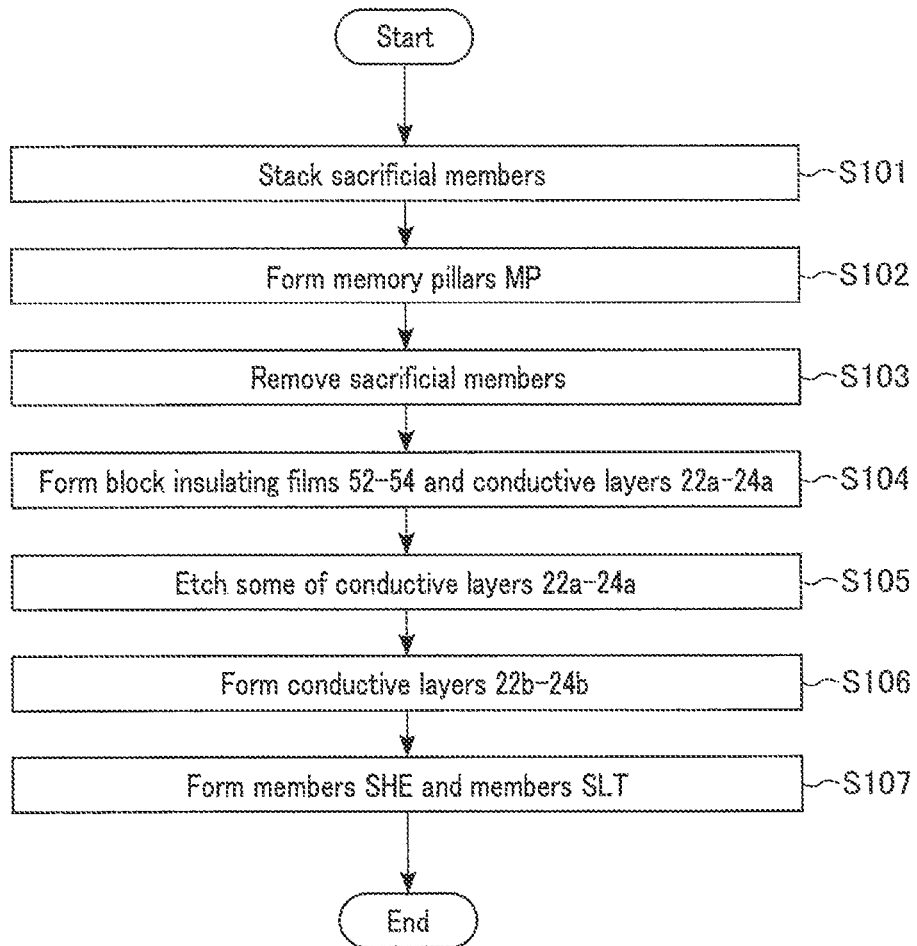 Start
Stack sacrificial members
S101
Form memory pillars MP
S102
Remove sacrificial members
S103
Form block insulating films 52-54 and conductive layers 22a-24a
S104
Etch some of conductive layers 22a-24a
S105
Form conductive layers 22b-24b
S106
Form members SHE and members SLT
S107
End